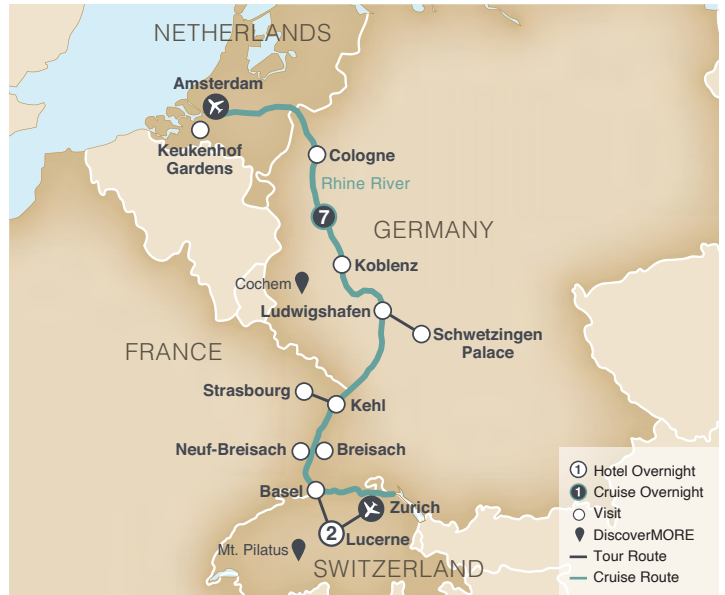 NETHERLANDS
Amsterdam
Keukenhof
Gardens
Cologne
Rhine River
7
GERMANY
Koblenz
Cochem
Ludwigshafen
Schwetzingen
Palace
FRANCE
Strasbourg
Kehl
Neuf-Breisach
Breisach
Basel
Zurich
2
Lucerne
Mt. Pilatus
SWITZERLAND
1 Hotel Overnight
1 Cruise Overnight
Visit
DiscoverMORE
Tour Route
Cruise Route